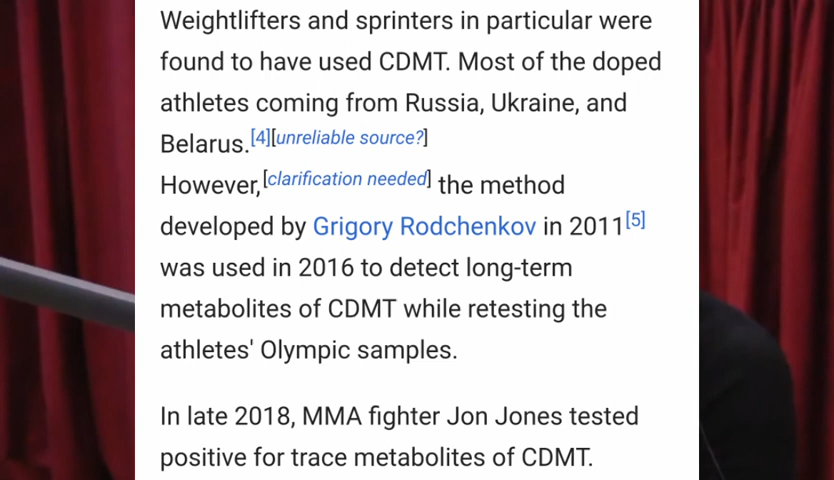 Weightlifters and sprinters in particular were
found to have used CDMT. Most of the doped
athletes coming from Russia, Ukraine, and
Belarus.[4][unreliable source?]
However,[clarification needed] the method
developed by Grigory Rodchenkov in 2011[5]
was used in 2016 to detect long-term
metabolites of CDMT while retesting the
athletes' Olympic samples.
In late 2018, MMA fighter Jon Jones tested
positive for trace metabolites of CDMT.